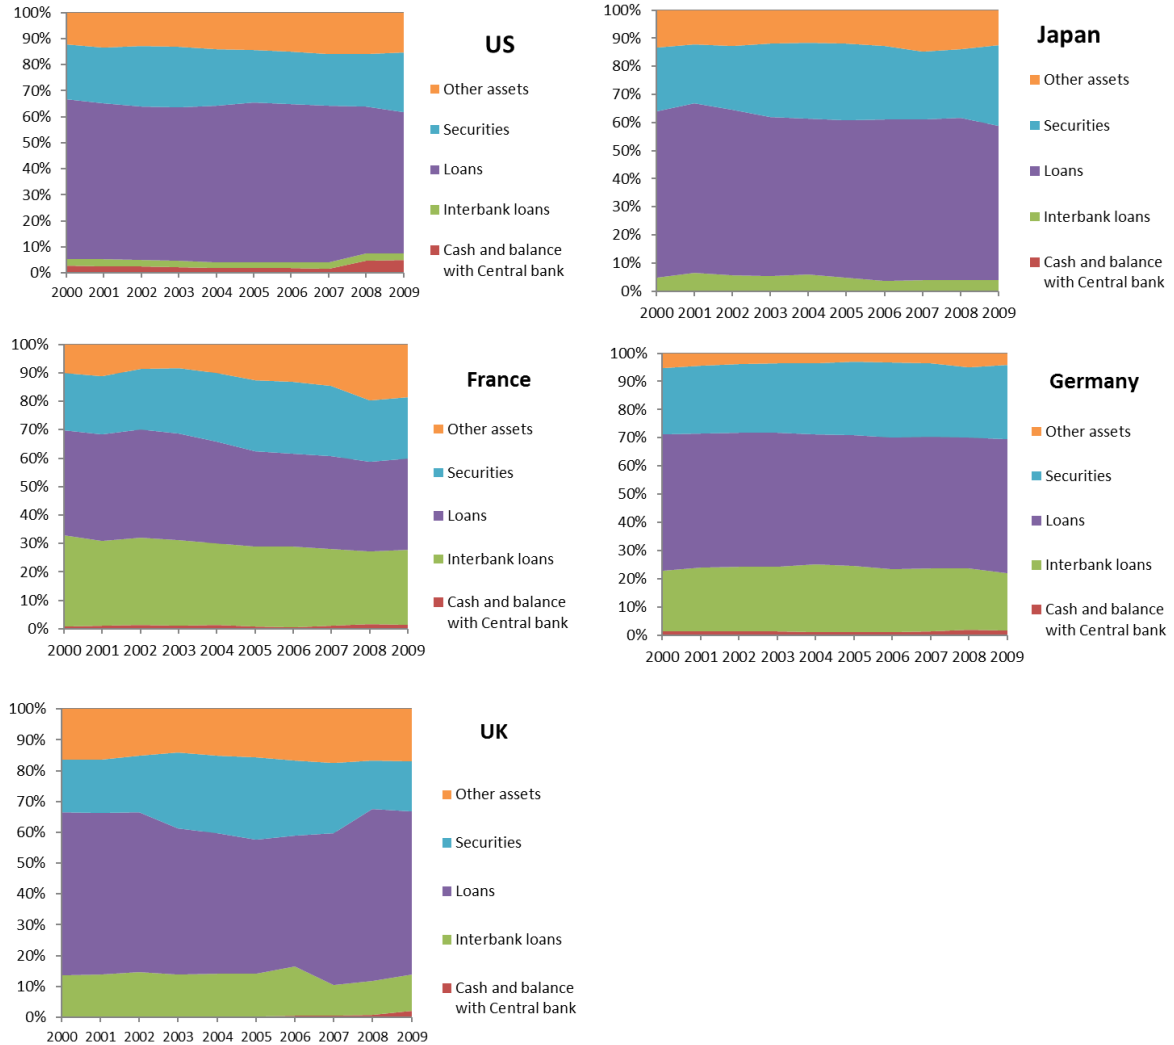 US
100%
90%
80%
70%
60%
50%
40%
30%
20%
10%
0%
2000 2001 2002 2003 2004 2005 2006 2007 2008 2009
Other assets
Securities
Loans
Interbank loans
Cash and balance
with Central bank
Japan
100%
90%
80%
70%
60%
50%
40%
30%
20%
10%
0%
2000 2001 2002 2003 2004 2005 2006 2007 2008 2009
Other assets
Securities
Loans
Interbank loans
Cash and balance
with Central bank
France
100%
90%
80%
70%
60%
50%
40%
30%
20%
10%
0%
2000 2001 2002 2003 2004 2005 2006 2007 2008 2009
Other assets
Securities
Loans
Interbank loans
Cash and balance
with Central bank
Germany
100%
90%
80%
70%
60%
50%
40%
30%
20%
10%
0%
2000 2001 2002 2003 2004 2005 2006 2007 2008 2009
Other assets
Securities
Loans
Interbank loans
Cash and balance
with Central bank
UK
100%
90%
80%
70%
60%
50%
40%
30%
20%
10%
0%
2000 2001 2002 2003 2004 2005 2006 2007 2008 2009
Other assets
Securities
Loans
Interbank loans
Cash and balance
with Central bank